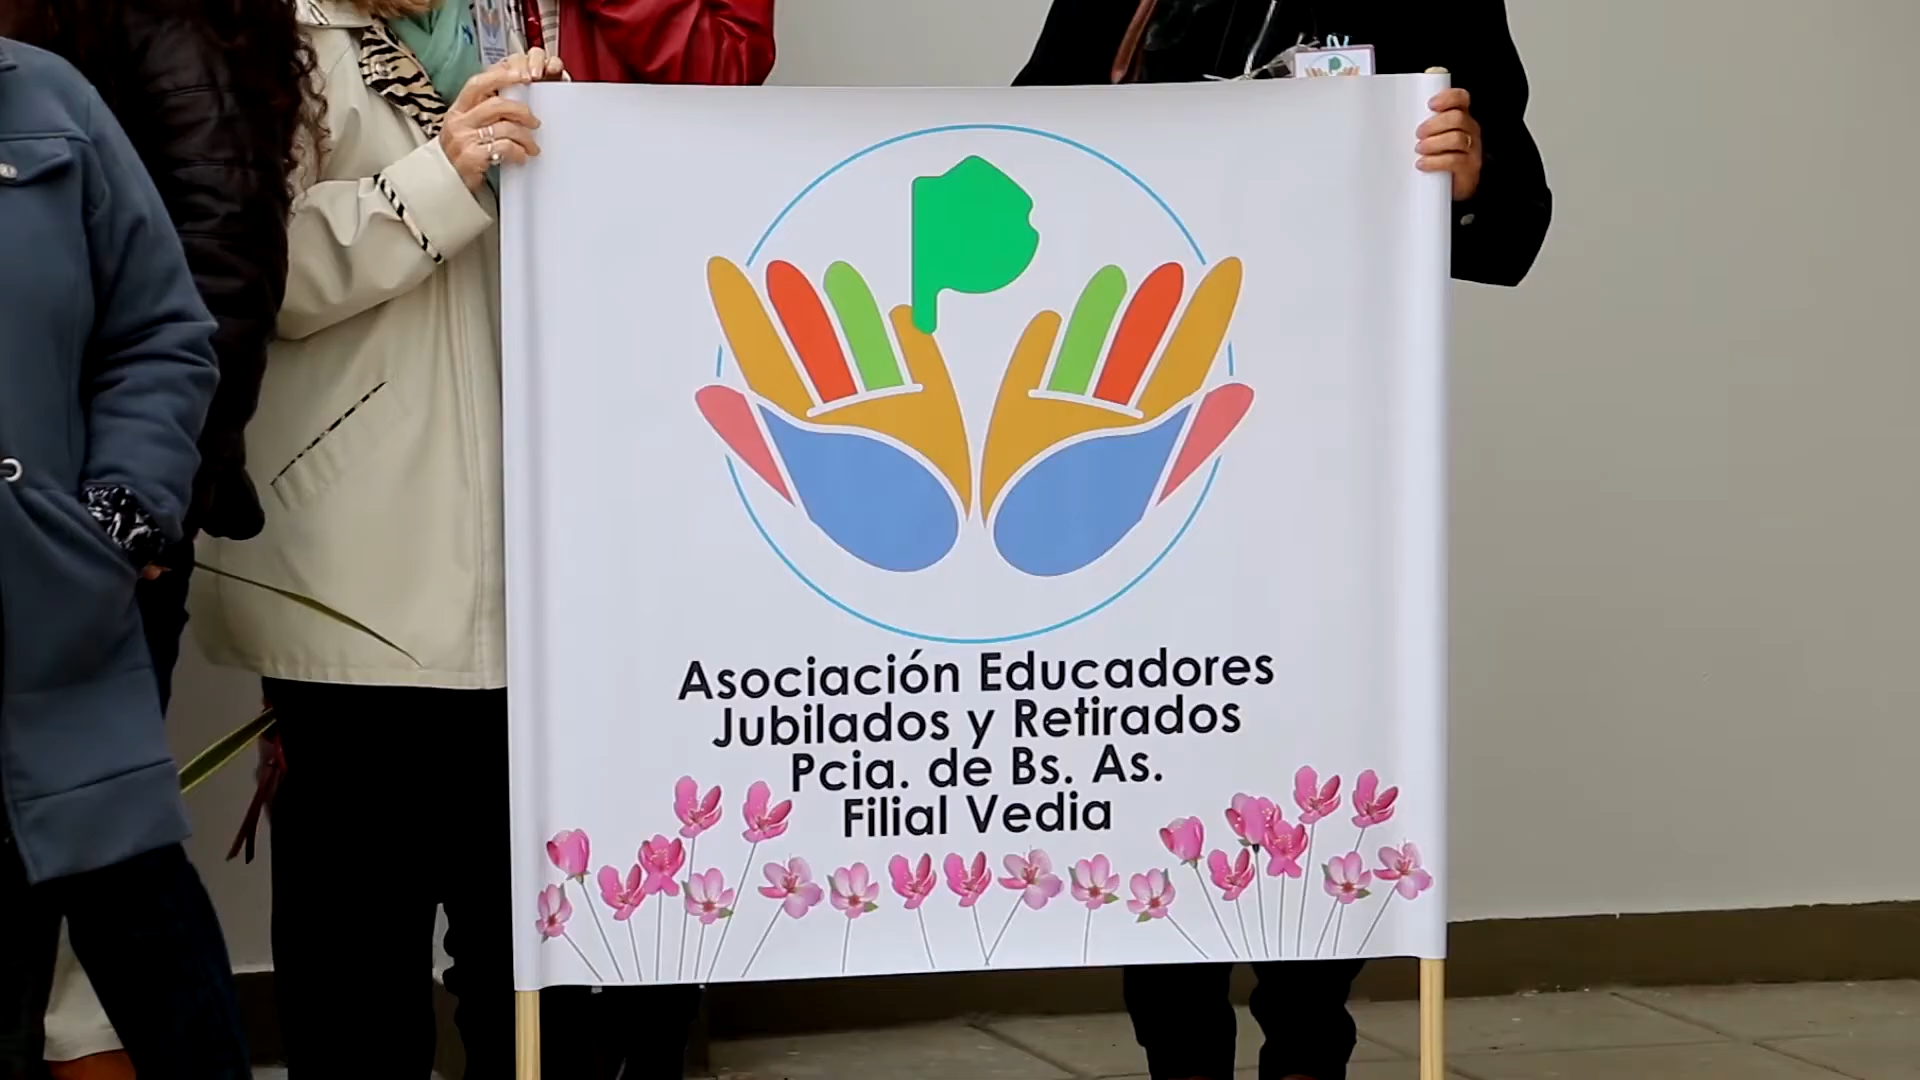 Asociación Educadores
Jubilados y Retirados
Pcia. de Bs. As.
Filial Vedia